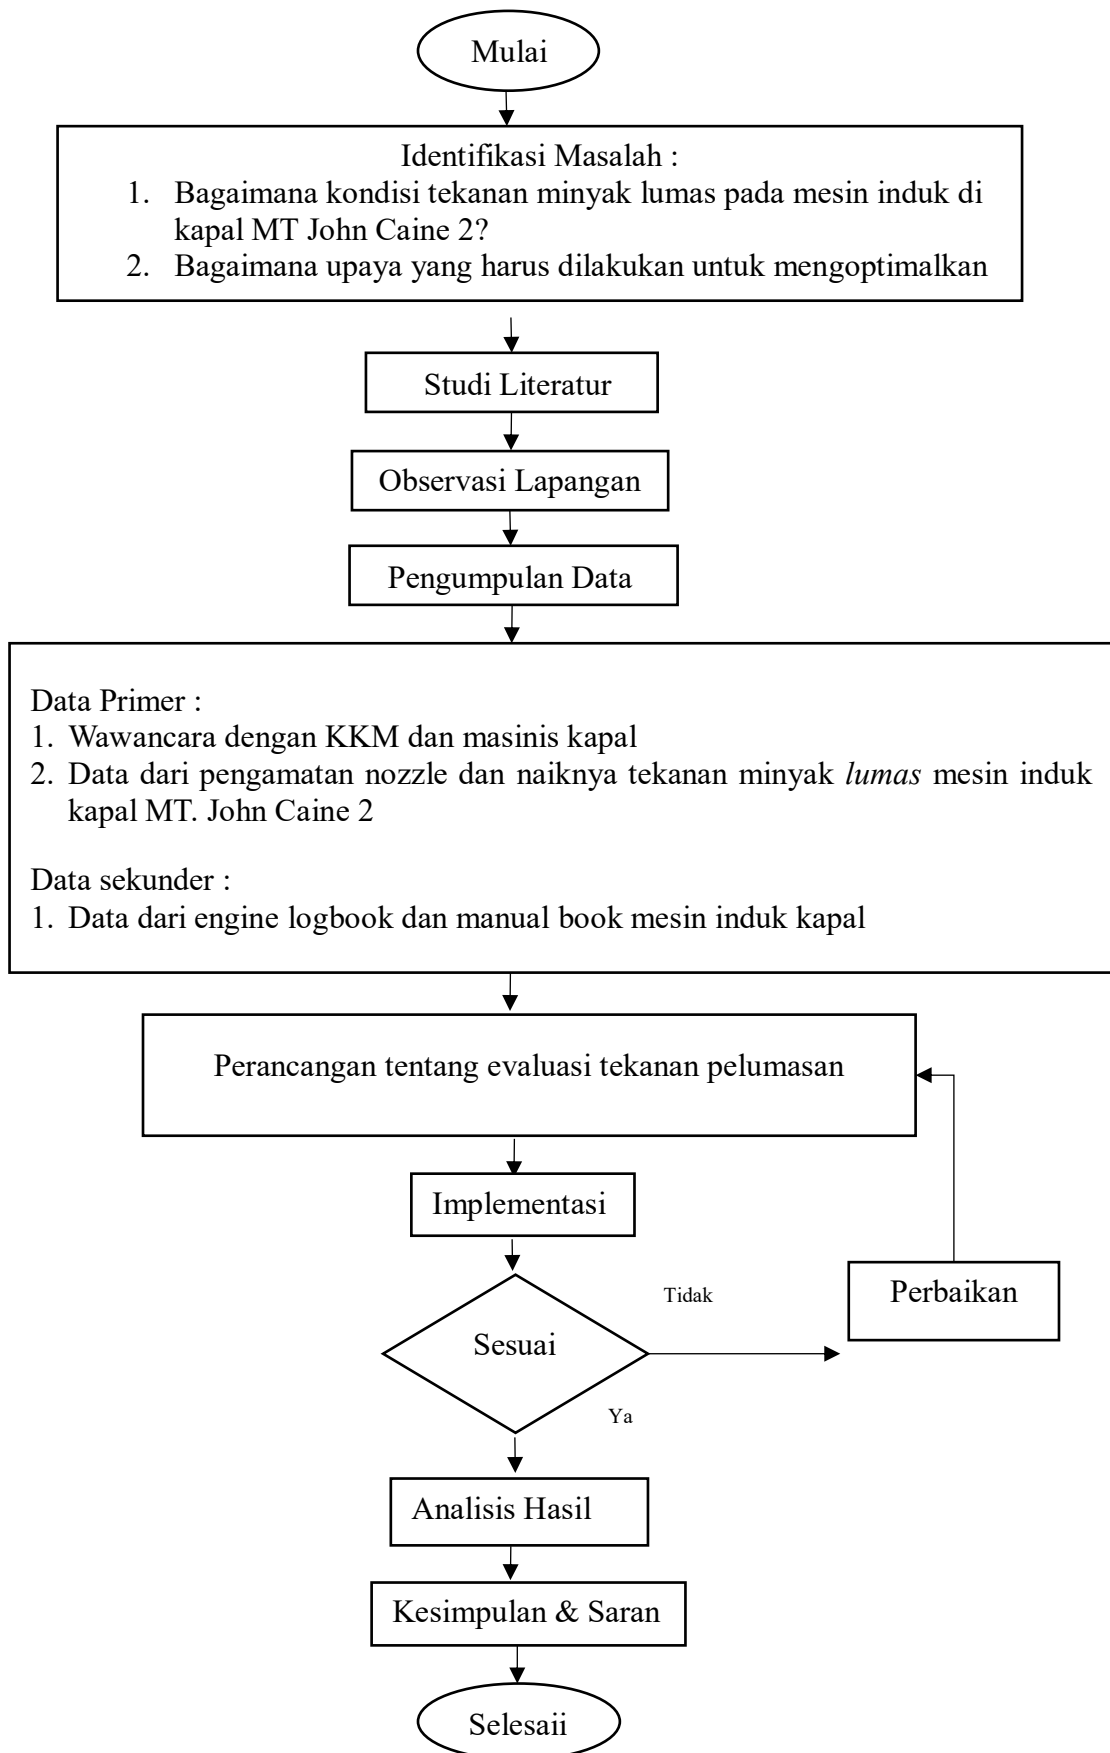 Mulai
Identifikasi Masalah :
1. Bagaimana kondisi tekanan minyak lumas pada mesin induk di
kapal MT John Caine 2?
2. Bagaimana upaya yang harus dilakukan untuk mengoptimalkan
Studi Literatur
Observasi Lapangan
Pengumpulan Data
Data Primer :
1. Wawancara dengan KKM dan masinis kapal
2. Data dari pengamatan nozzle dan naiknya tekanan minyak lumas mesin induk
kapal MT. John Caine 2
Data sekunder :
1. Data dari engine logbook dan manual book mesin induk kapal
Perancangan tentang evaluasi tekanan pelumasan
Implementasi
Tidak
Perbaikan
Sesuai
Ya
Analisis Hasil
Kesimpulan & Saran
Selesaii